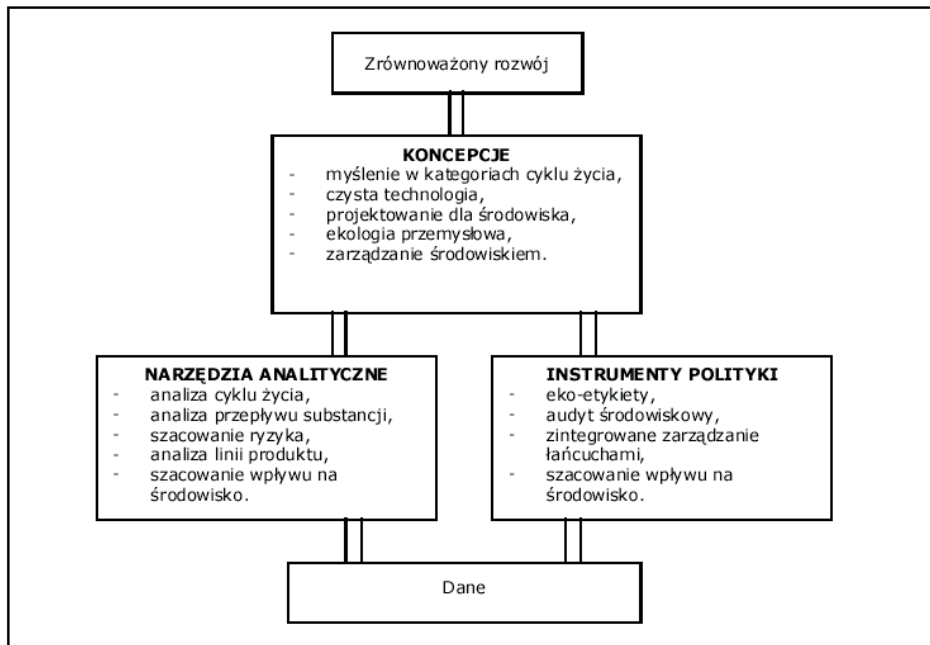 Zrównoważony rozwój
KONCEPCJE
- myślenie w kategoriach cyklu życia,
- czysta technologia,
- projektowanie dla środowiska,
- ekologia przemysłowa,
- zarządzanie środowiskiem.
NARZĘDZIA ANALITYCZNE
- analiza cyklu życia,
- analiza przepływu substancji,
- szacowanie ryzyka,
- analiza linii produktu,
- szacowanie wpływu na
środowisko.
INSTRUMENTY POLITYKI
- eko-etykiety,
- audyt środowiskowy,
- zintegrowane zarządzanie
łańcuchami,
- szacowanie wpływu na
środowisko.
Dane